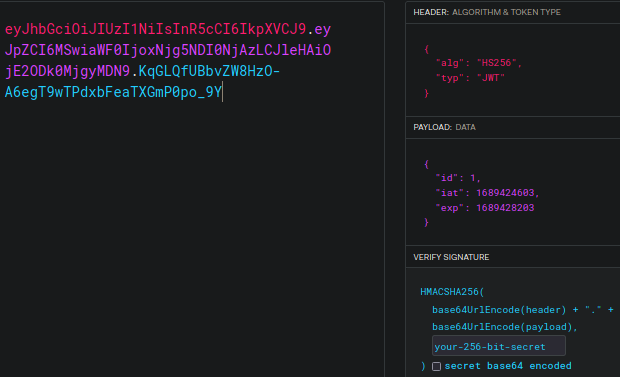 eyJhbGciOiJIUzI1NiIsInR5cCI6IkpXVCJ9.ey
JpZCI6MSwiaWF0IjoxNjg5NDI0NjAzLCJleHAiO
jE2ODk0MjgyMDN9.KqGLQfUBbvZW8HzO-
A6egT9wTPdxbFeaTXGmP0po_9Y
HEADER: ALGORITHM & TOKEN TYPE
{
"alg": "HS256",
"typ": "JWT"
}
PAYLOAD: DATA
{
"id": 1,
"iat": 1689424603,
"exp": 1689428203
}
VERIFY SIGNATURE
HMACSHA256(
base64UrlEncode(header) + "." +
base64UrlEncode(payload),
your-256-bit-secret
) secret base64 encoded